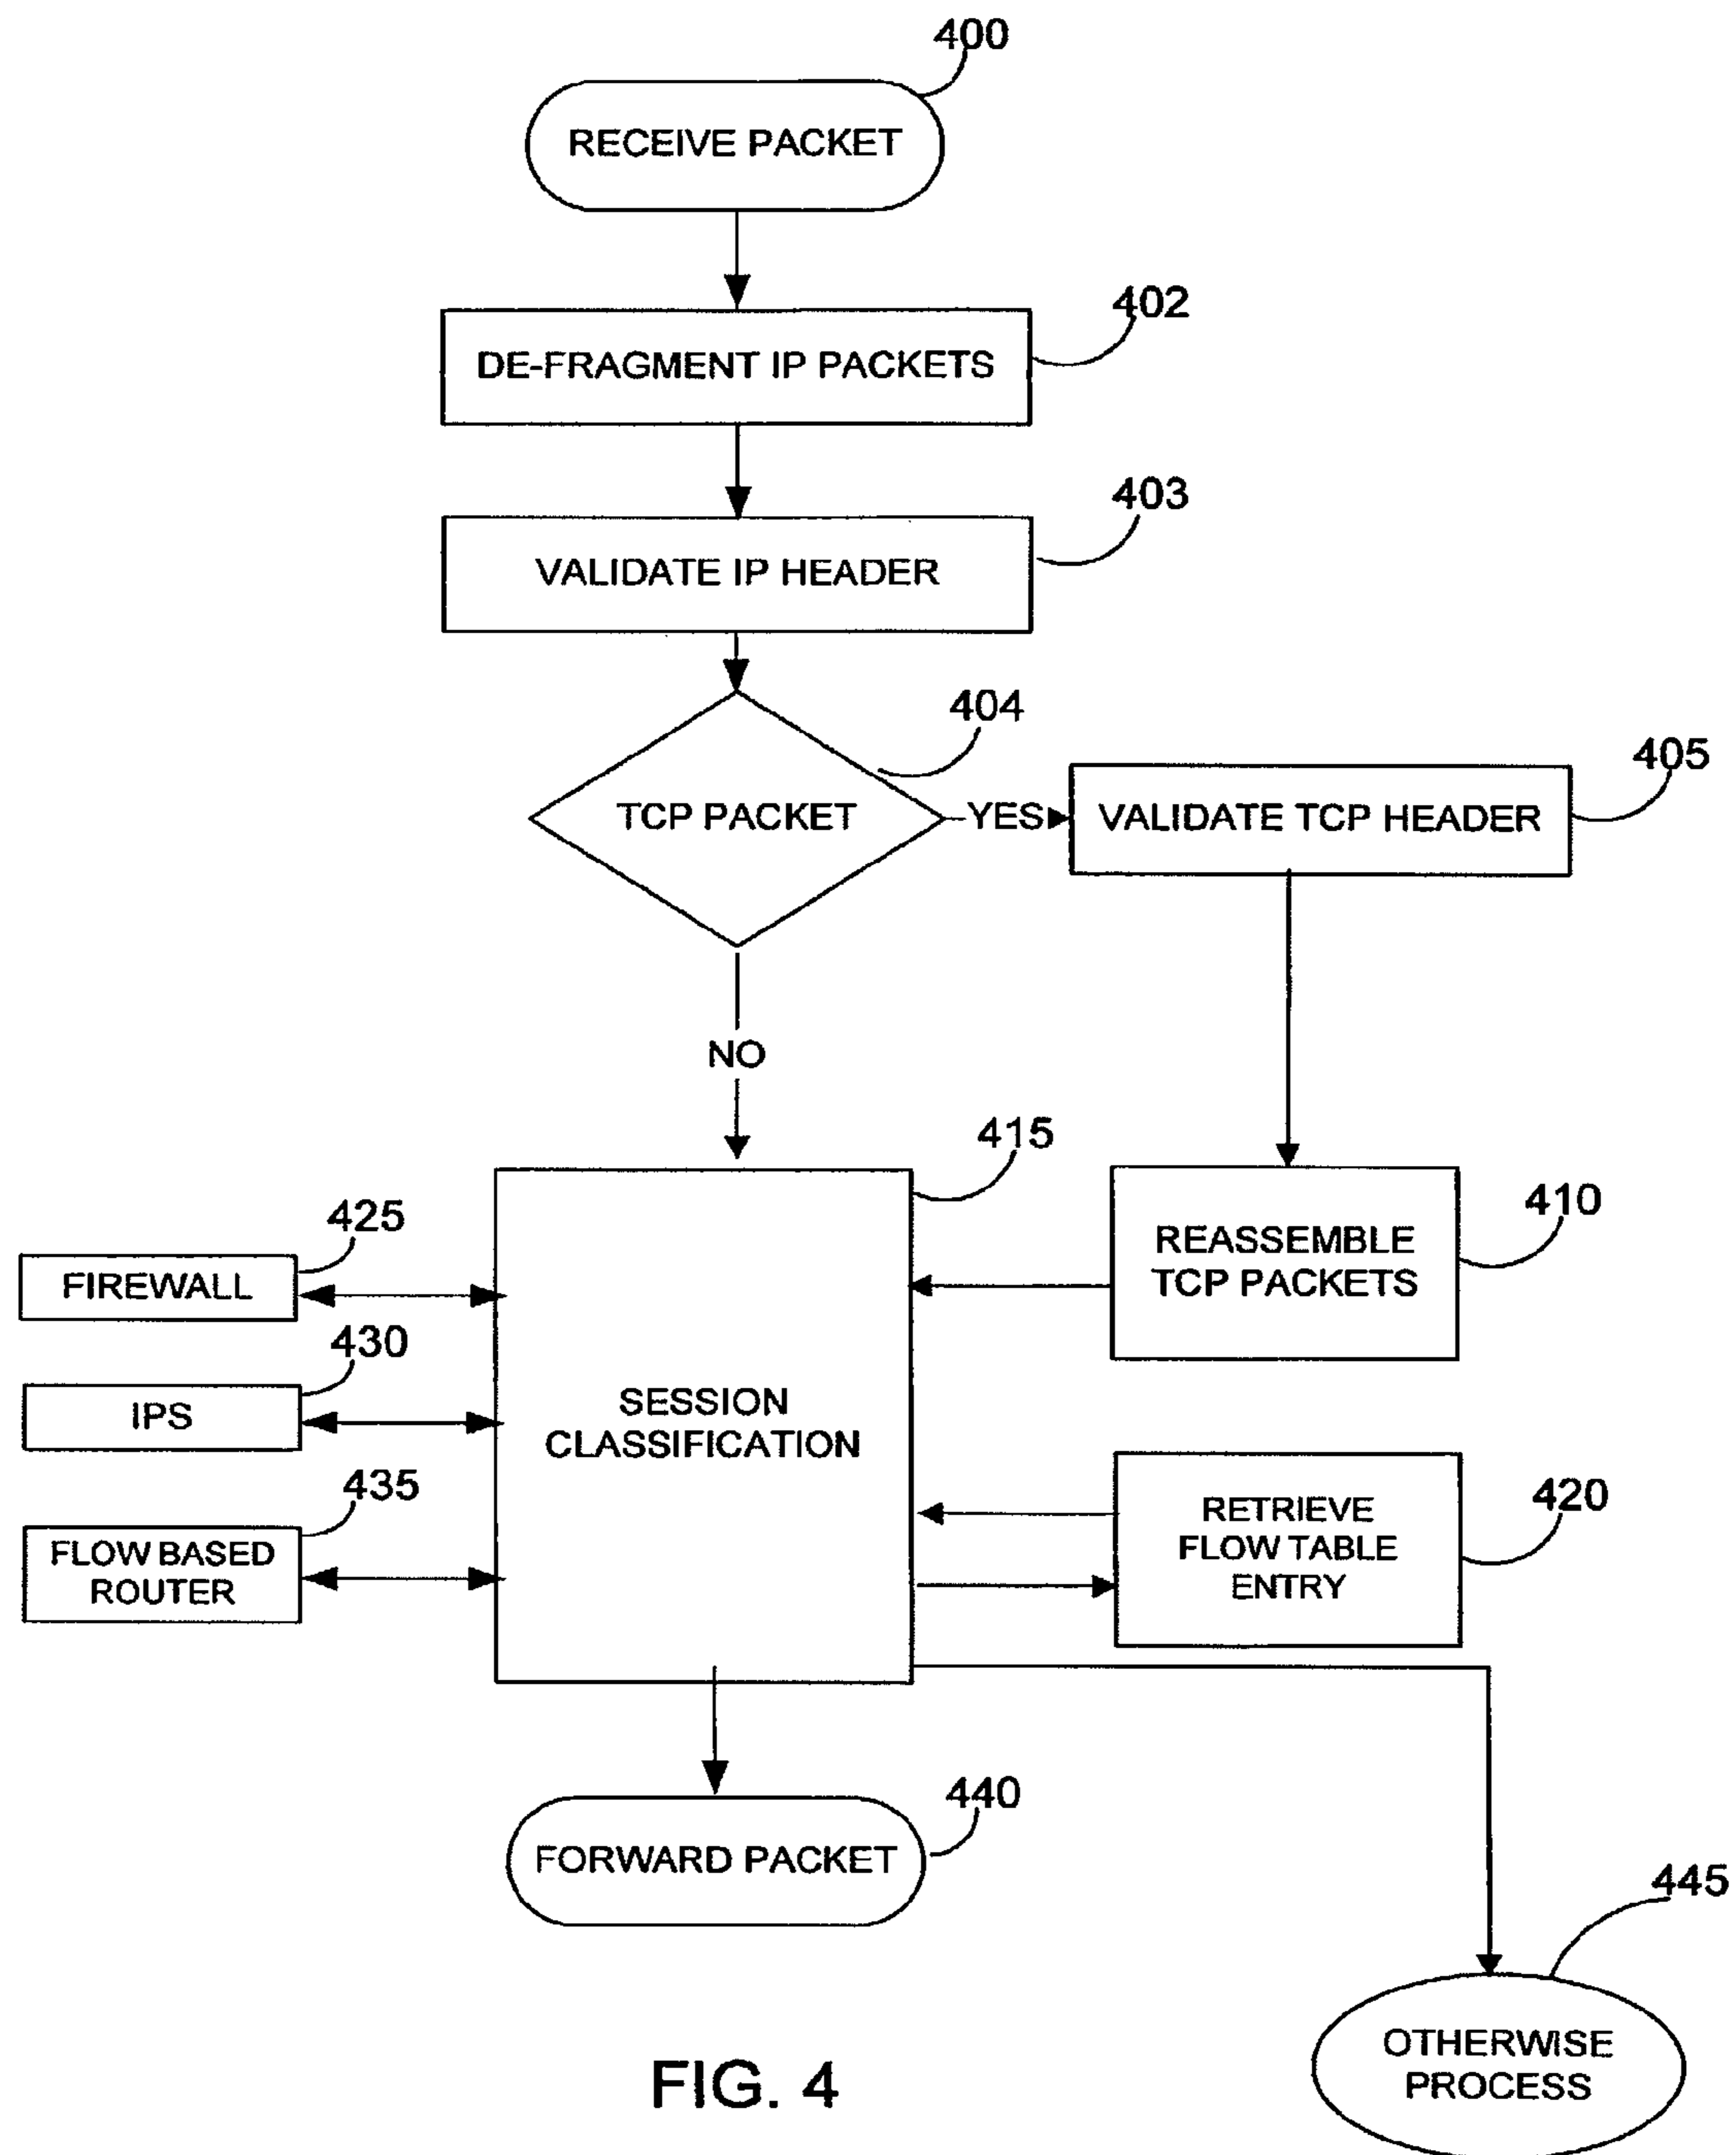 400
RECEIVE PACKET
402
DE-FRAGMENT IP PACKETS
403
VALIDATE IP HEADER
404
TCP PACKET
YES
405
VALIDATE TCP HEADER
NO
415
410
REASSEMBLE
TCP PACKETS
425
FIREWALL
430
IPS
SESSION
CLASSIFICATION
435
FLOW BASED
ROUTER
420
RETRIEVE
FLOW TABLE
ENTRY
440
FORWARD PACKET
445
OTHERWISE
PROCESS
FIG. 4